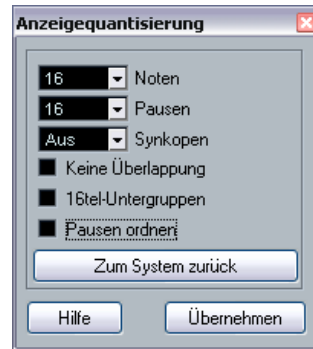 Anzeigequantisierung
16 Noten
16 Pausen
Aus Synkopen
Keine Überlappung
16tel-Untergruppen
Pausen ordnen
Zum System zurück
Hilfe Übernehmen